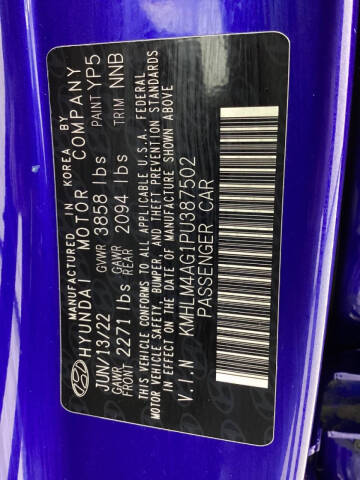 MANUFACTURED IN KOREA BY
HYUNDAI MOTOR COMPANY
JUN/13/22 GVWR 3858 lbs PAINT YP5
GAWR FRONT 2271 lbs GAWR REAR 2094 lbs TRIM NNB
THIS VEHICLE CONFORMS TO ALL APPLICABLE U.S.A. FEDERAL
MOTOR VEHICLE SAFETY, BUMPER, AND THEFT PREVENTION STANDARDS
IN EFFECT ON THE DATE OF MANUFACTURE SHOWN ABOVE
V.I.N KMHLM4AG1PU387502
PASSENGER CAR